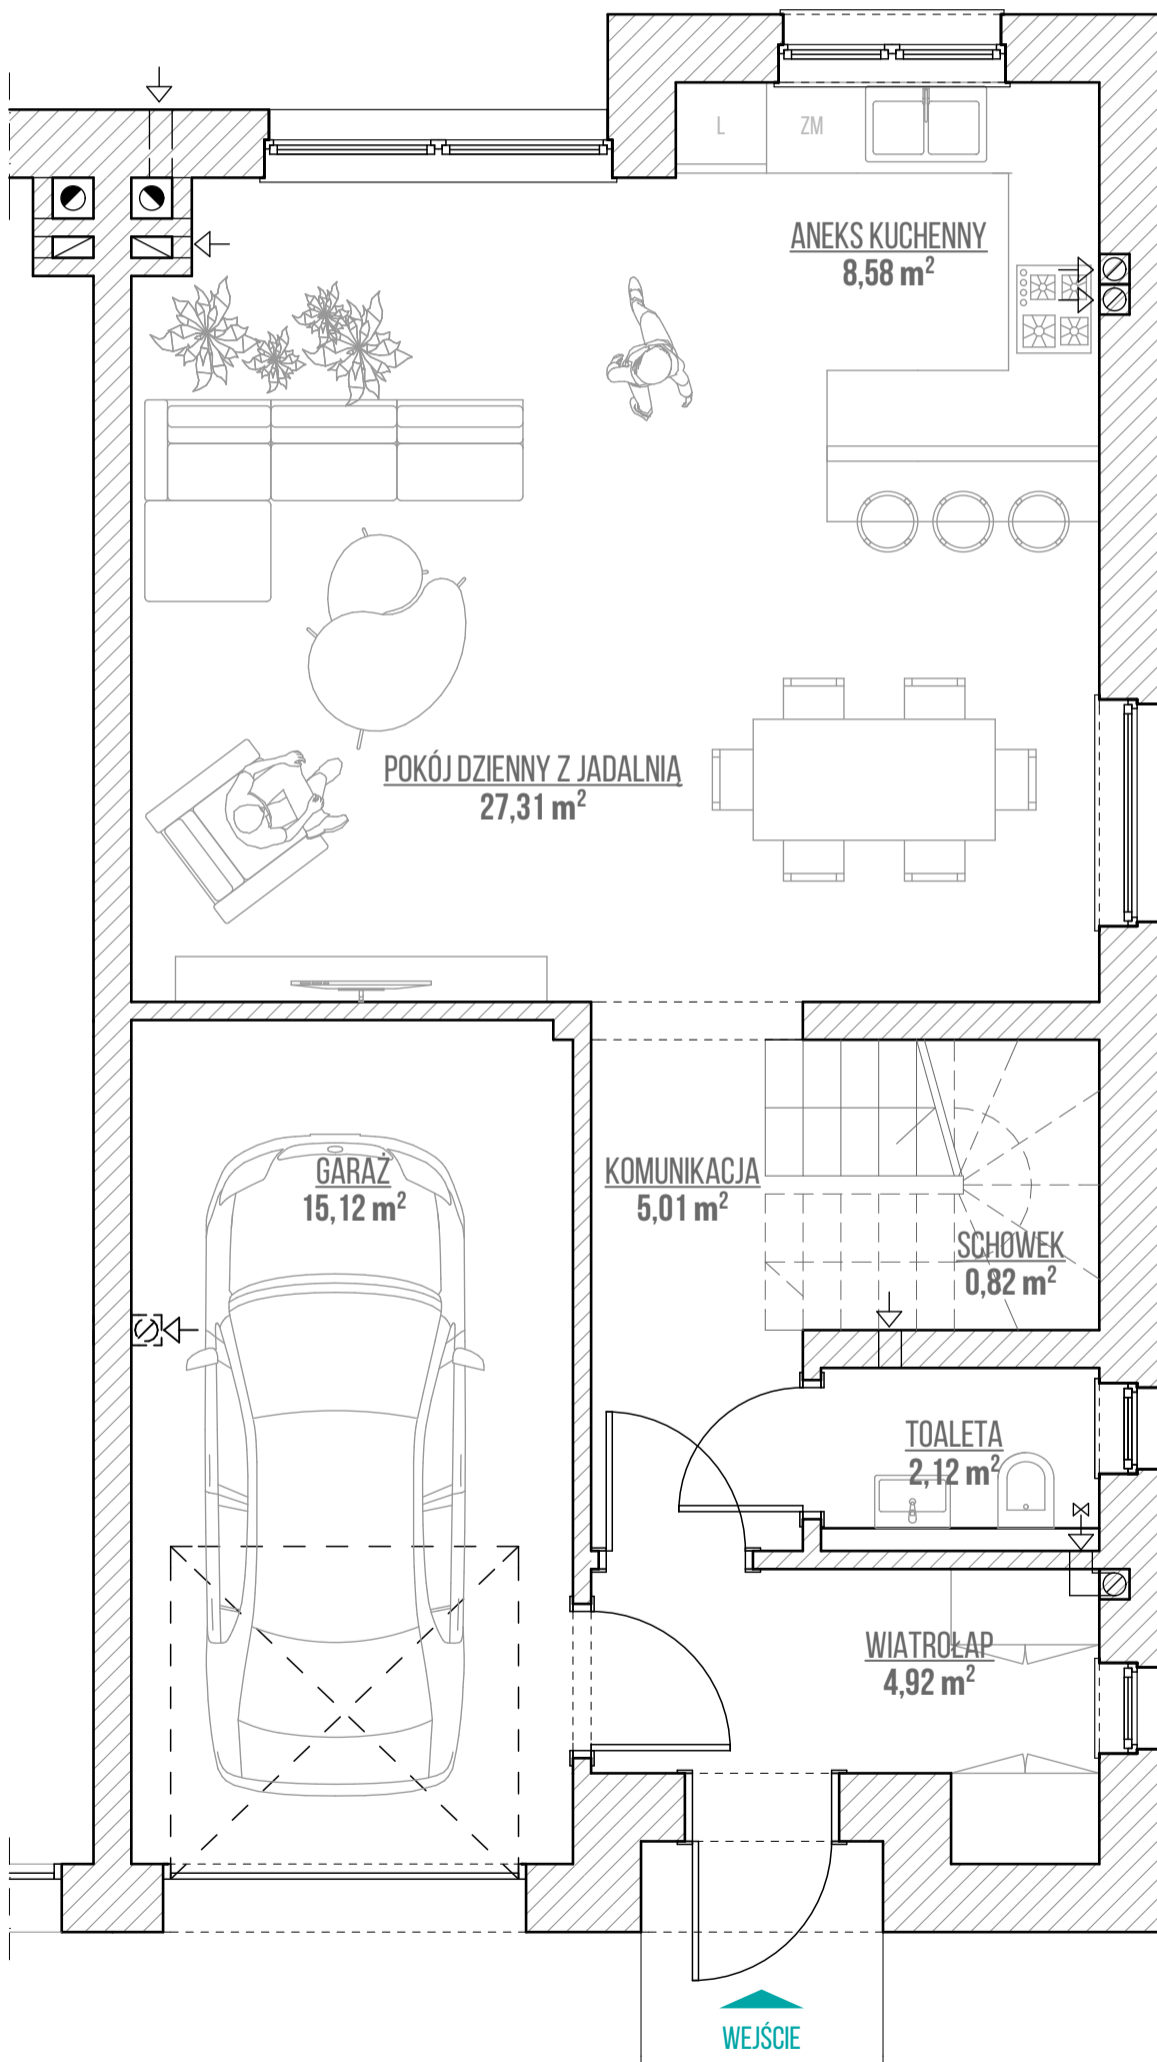 L
ZM
ANEKS KUCHENNY
8,58 m²
POKÓJ DZIENNY Z JADALNIĄ
27,31 m²
GARAŻ
15,12 m²
KOMUNIKACJA
5,01 m²
SCHOWEK
0,82 m²
TOALETA
2,12 m²
WIATROŁAP
4,92 m²
WEJŚCIE